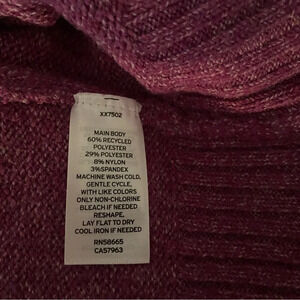 XX7502
MAIN BODY
60% RECYCLED
POLYESTER
29% POLYESTER
8% NYLON
3%SPANDEX
MACHINE WASH COLD,
GENTLE CYCLE,
WITH LIKE COLORS
ONLY NON-CHLORINE
BLEACH IF NEEDED.
RESHAPE,
LAY FLAT TO DRY
COOL IRON IF NEEDED
RN58665
CA57963